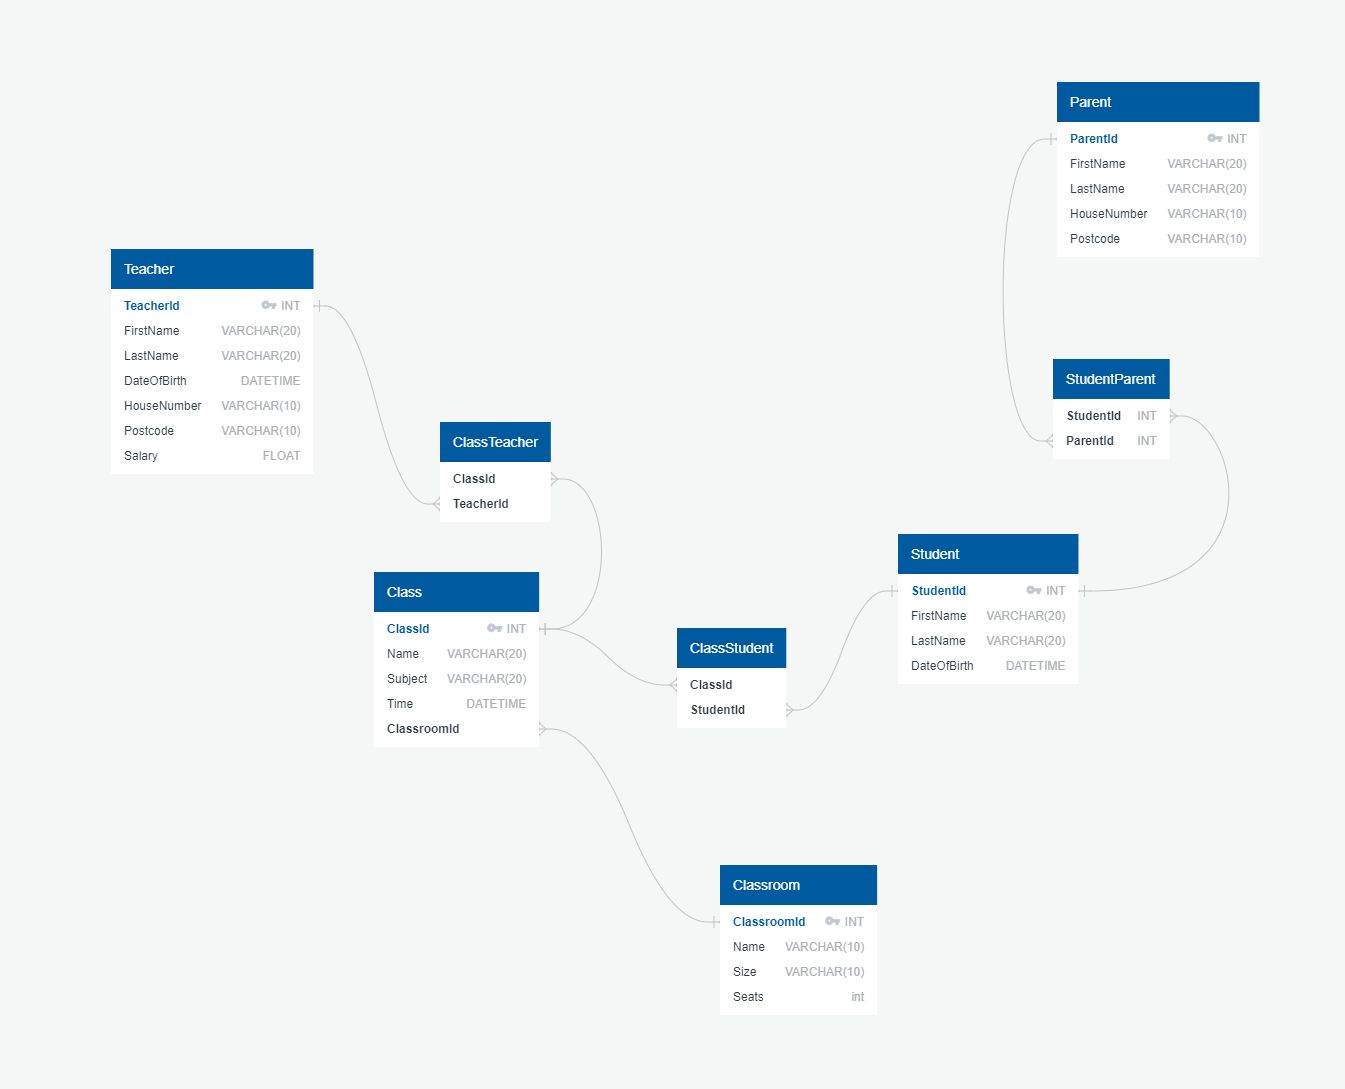 Parent
ParentId INT
FirstName VARCHAR(20)
LastName VARCHAR(20)
HouseNumber VARCHAR(10)
Postcode VARCHAR(10)
Teacher
TeacherId INT
FirstName VARCHAR(20)
LastName VARCHAR(20)
DateOfBirth DATETIME
HouseNumber VARCHAR(10)
Postcode VARCHAR(10)
Salary FLOAT
StudentParent
StudentId INT
ParentId INT
ClassTeacher
ClassId
TeacherId
Student
StudentId INT
FirstName VARCHAR(20)
LastName VARCHAR(20)
DateOfBirth DATETIME
Class
ClassId INT
Name VARCHAR(20)
Subject VARCHAR(20)
Time DATETIME
ClassroomId
ClassStudent
ClassId
StudentId
Classroom
ClassroomId INT
Name VARCHAR(10)
Size VARCHAR(10)
Seats int